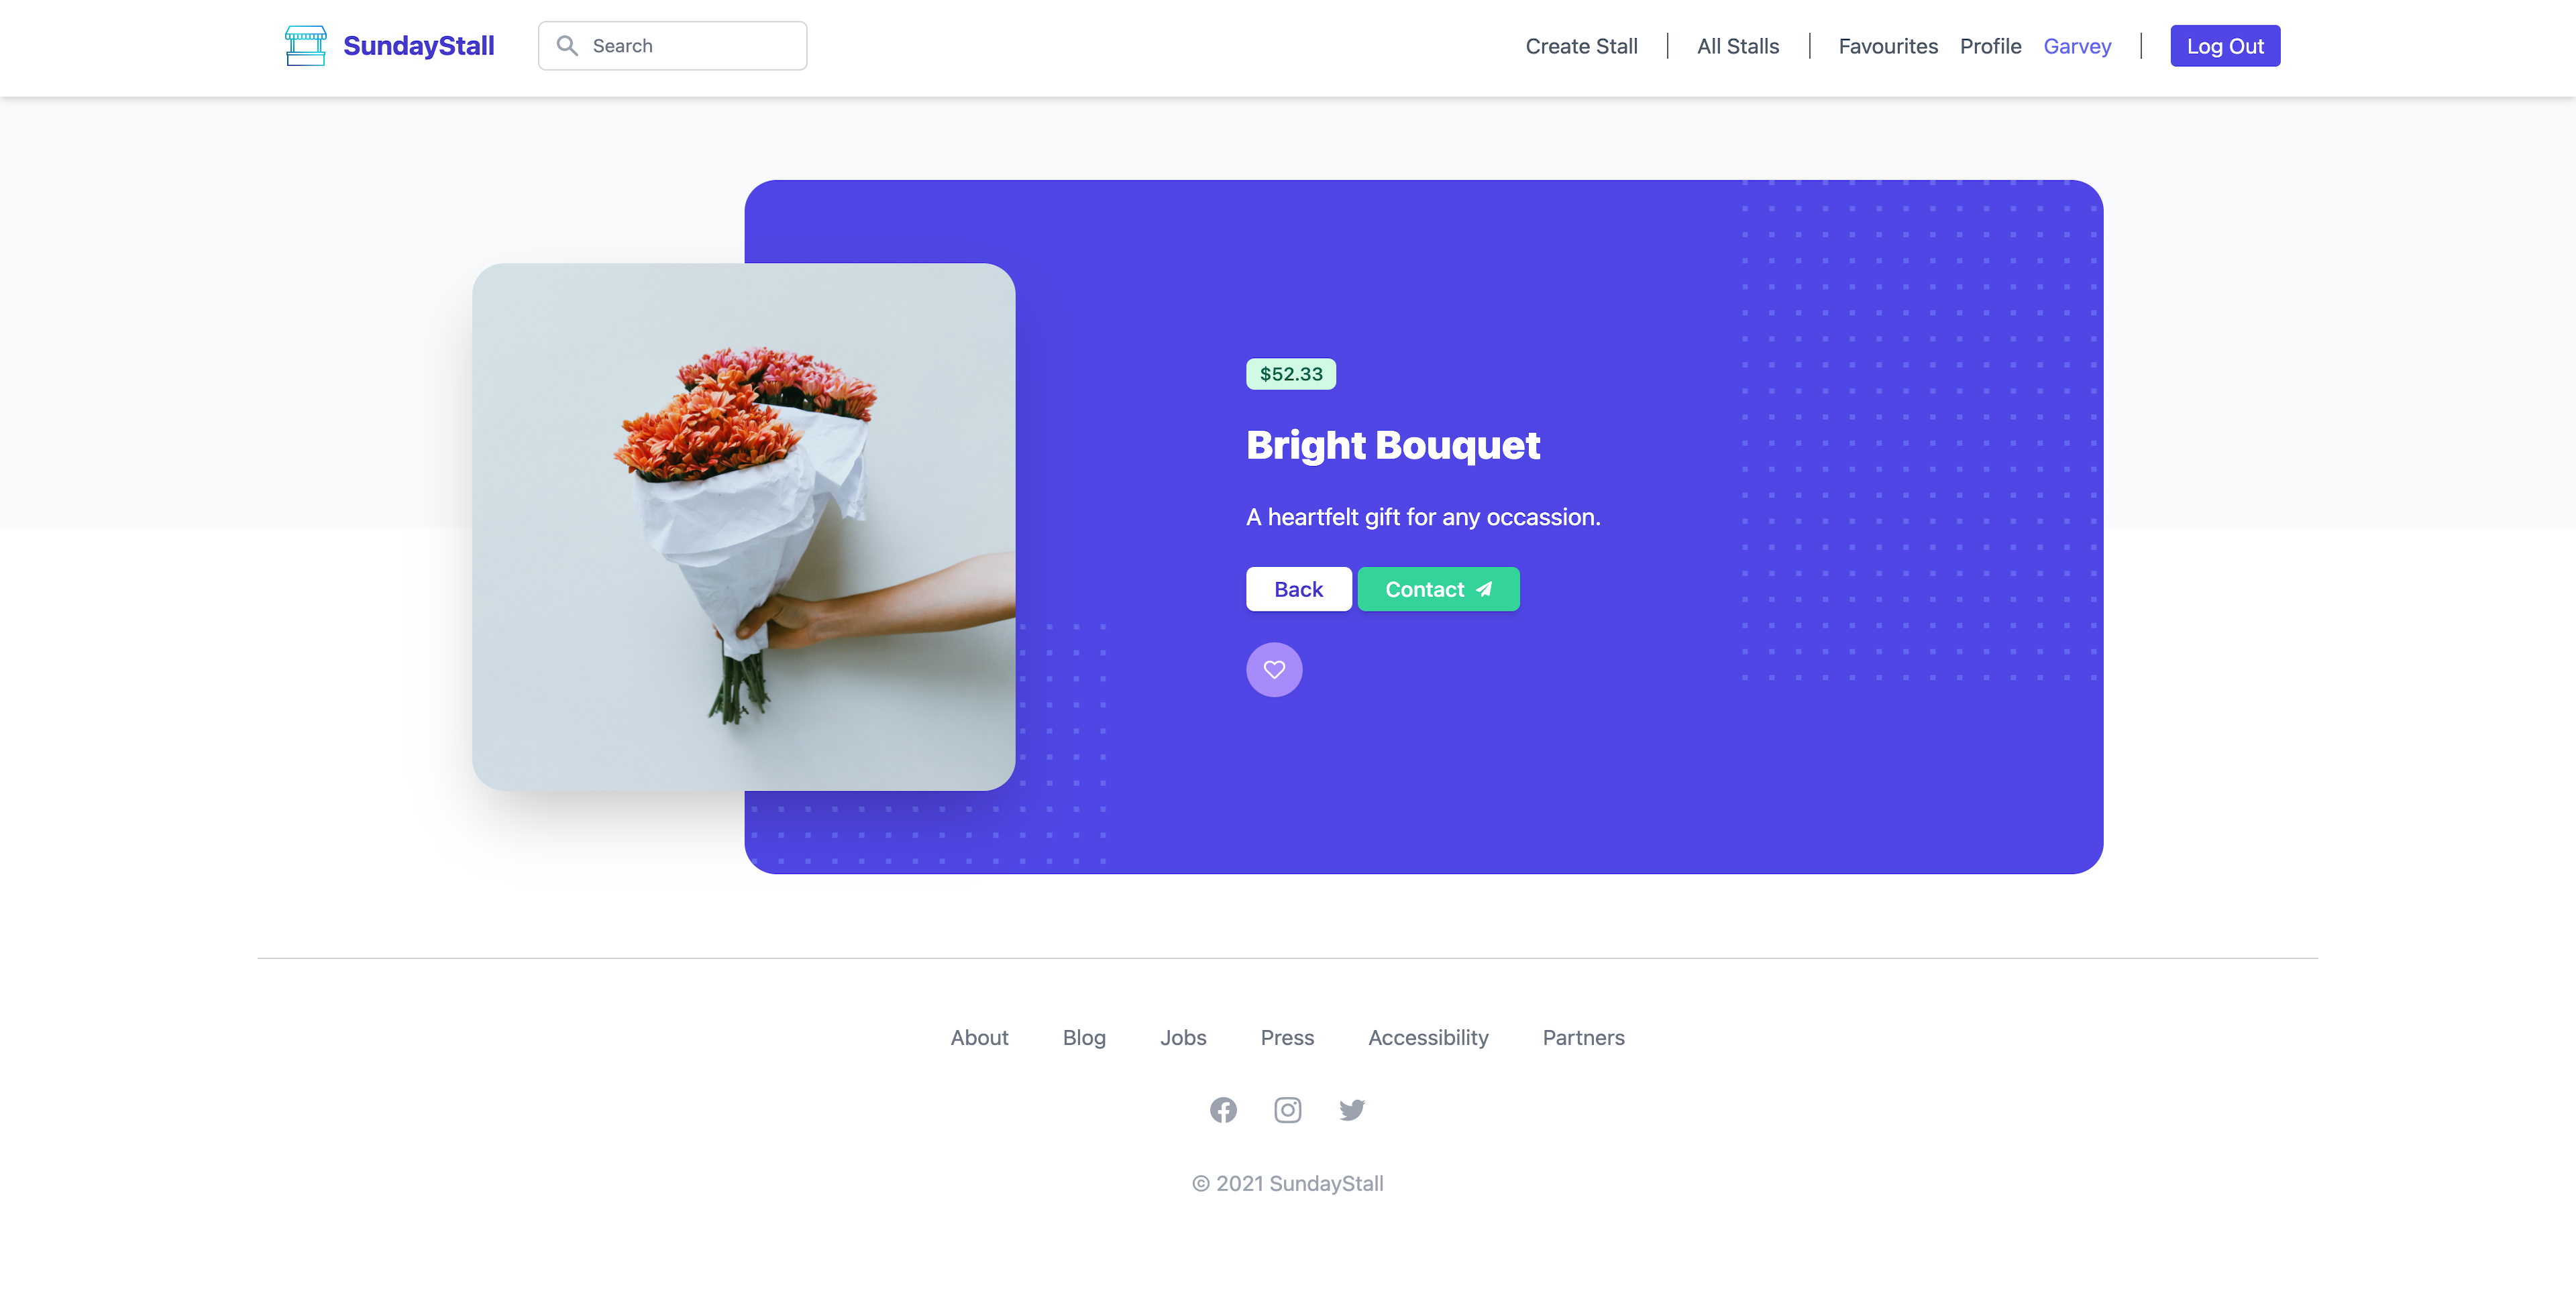 SundayStall Search Create Stall All Stalls Favourites Profile Garvey Log Out
$52.33
Bright Bouquet
A heartfelt gift for any occassion.
Back Contact
About Blog Jobs Press Accessibility Partners
© 2021 SundayStall